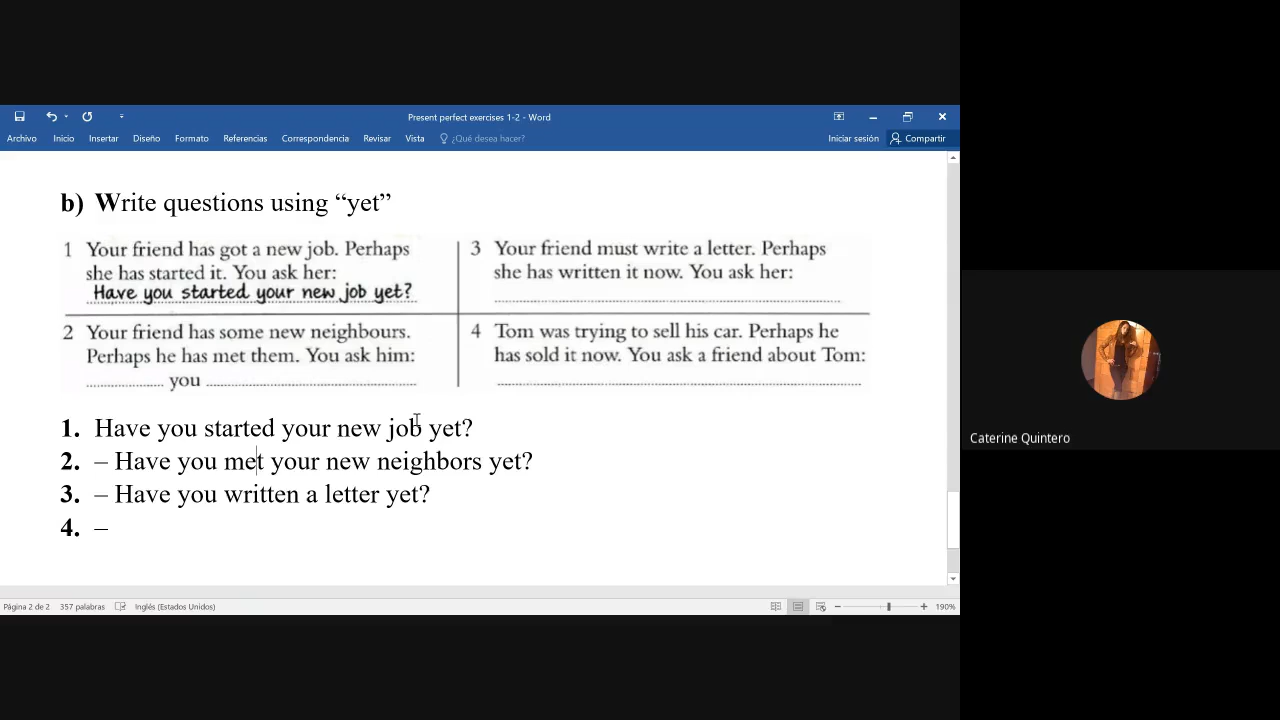 Present perfect exercises 1-2 - Word
Archivo Inicio Insertar Diseño Formato Referencias Correspondencia Revisar Vista ¿Qué desea hacer? Iniciar sesión Compartir
b) Write questions using “yet”
1 Your friend has got a new job. Perhaps
she has started it. You ask her:
Have you started your new job yet?
2 Your friend has some new neighbours.
Perhaps he has met them. You ask him:
.................... you ....................
3 Your friend must write a letter. Perhaps
she has written it now. You ask her:
4 Tom was trying to sell his car. Perhaps he
has sold it now. You ask a friend about Tom:
1. Have you started your new job yet?
2. – Have you met your new neighbors yet?
3. – Have you written a letter yet?
4. –
Caterine Quintero
Página 2 de 2 357 palabras Inglés (Estados Unidos) 190%